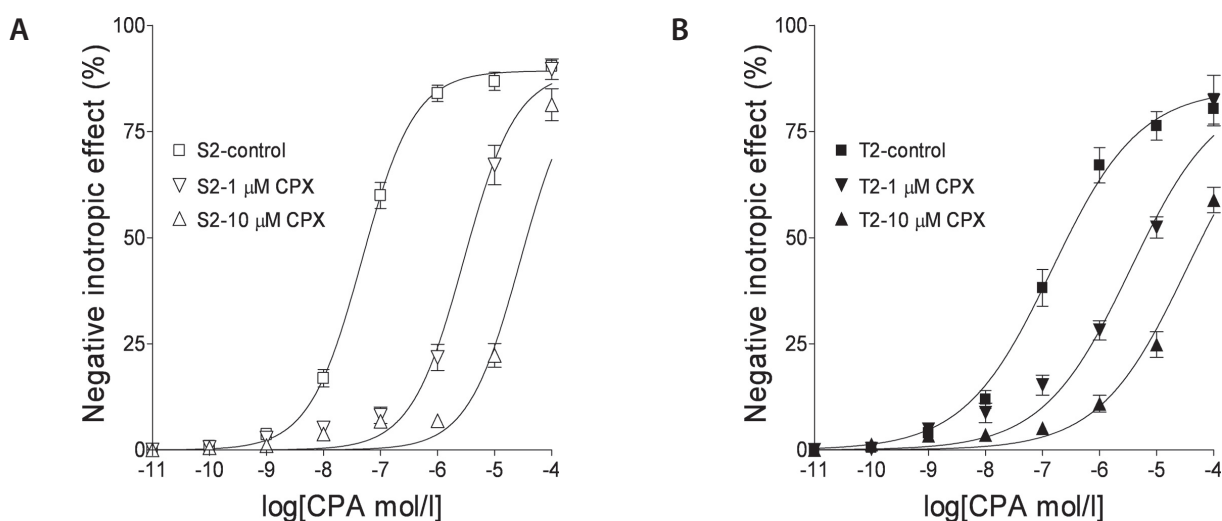 A
Negative inotropic effect (%)
100
75
50
25
0
S2-control
S2-1 μM CPX
S2-10 μM CPX
-11 -10 -9 -8 -7 -6 -5 -4
log[CPA mol/l]
B
Negative inotropic effect (%)
100
75
50
25
0
T2-control
T2-1 μM CPX
T2-10 μM CPX
-11 -10 -9 -8 -7 -6 -5 -4
log[CPA mol/l]